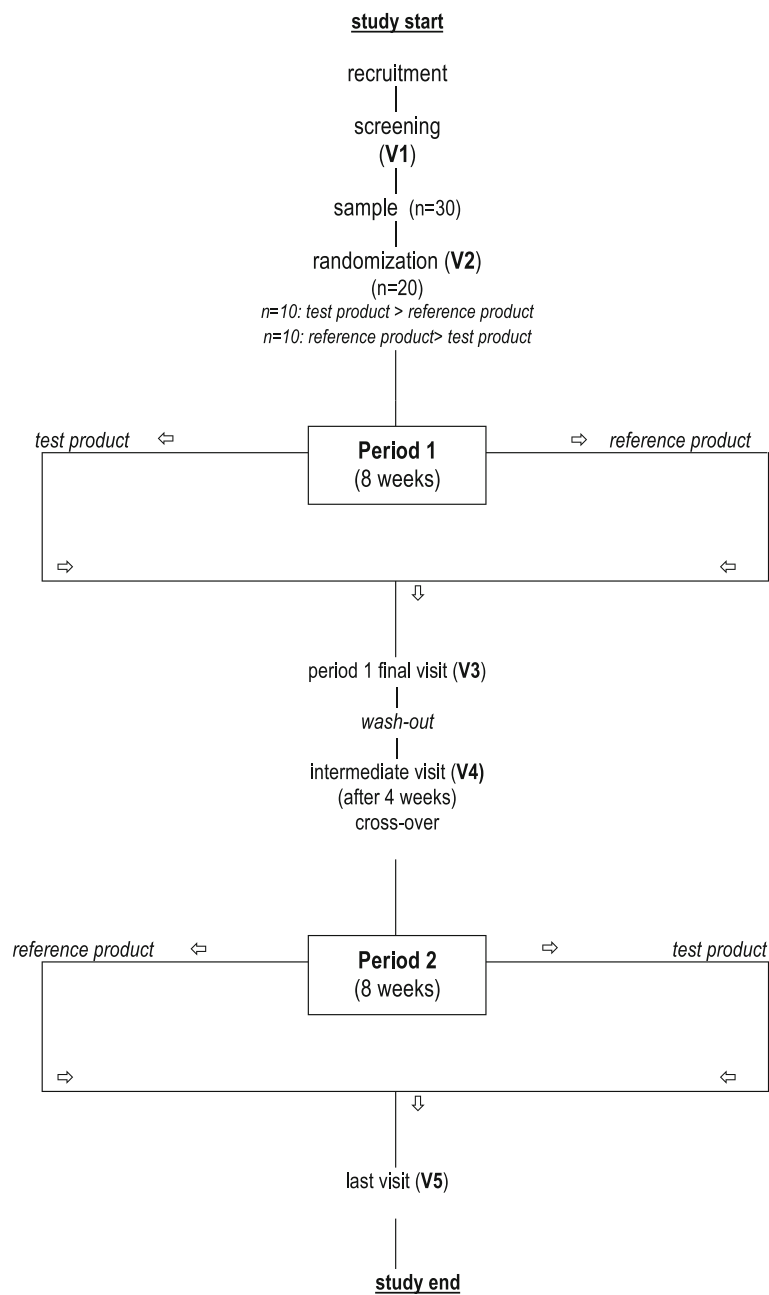 study start
recruitment
screening
(V1)
sample (n=30)
randomization (V2)
(n=20)
n=10: test product > reference product
n=10: reference product> test product
test product ⇦ Period 1 ⇨ reference product
(8 weeks)
⇨ ⇦
⇩
period 1 final visit (V3)
wash-out
intermediate visit (V4)
(after 4 weeks)
cross-over
reference product ⇦ Period 2 ⇨ test product
(8 weeks)
⇨ ⇦
⇩
last visit (V5)
study end